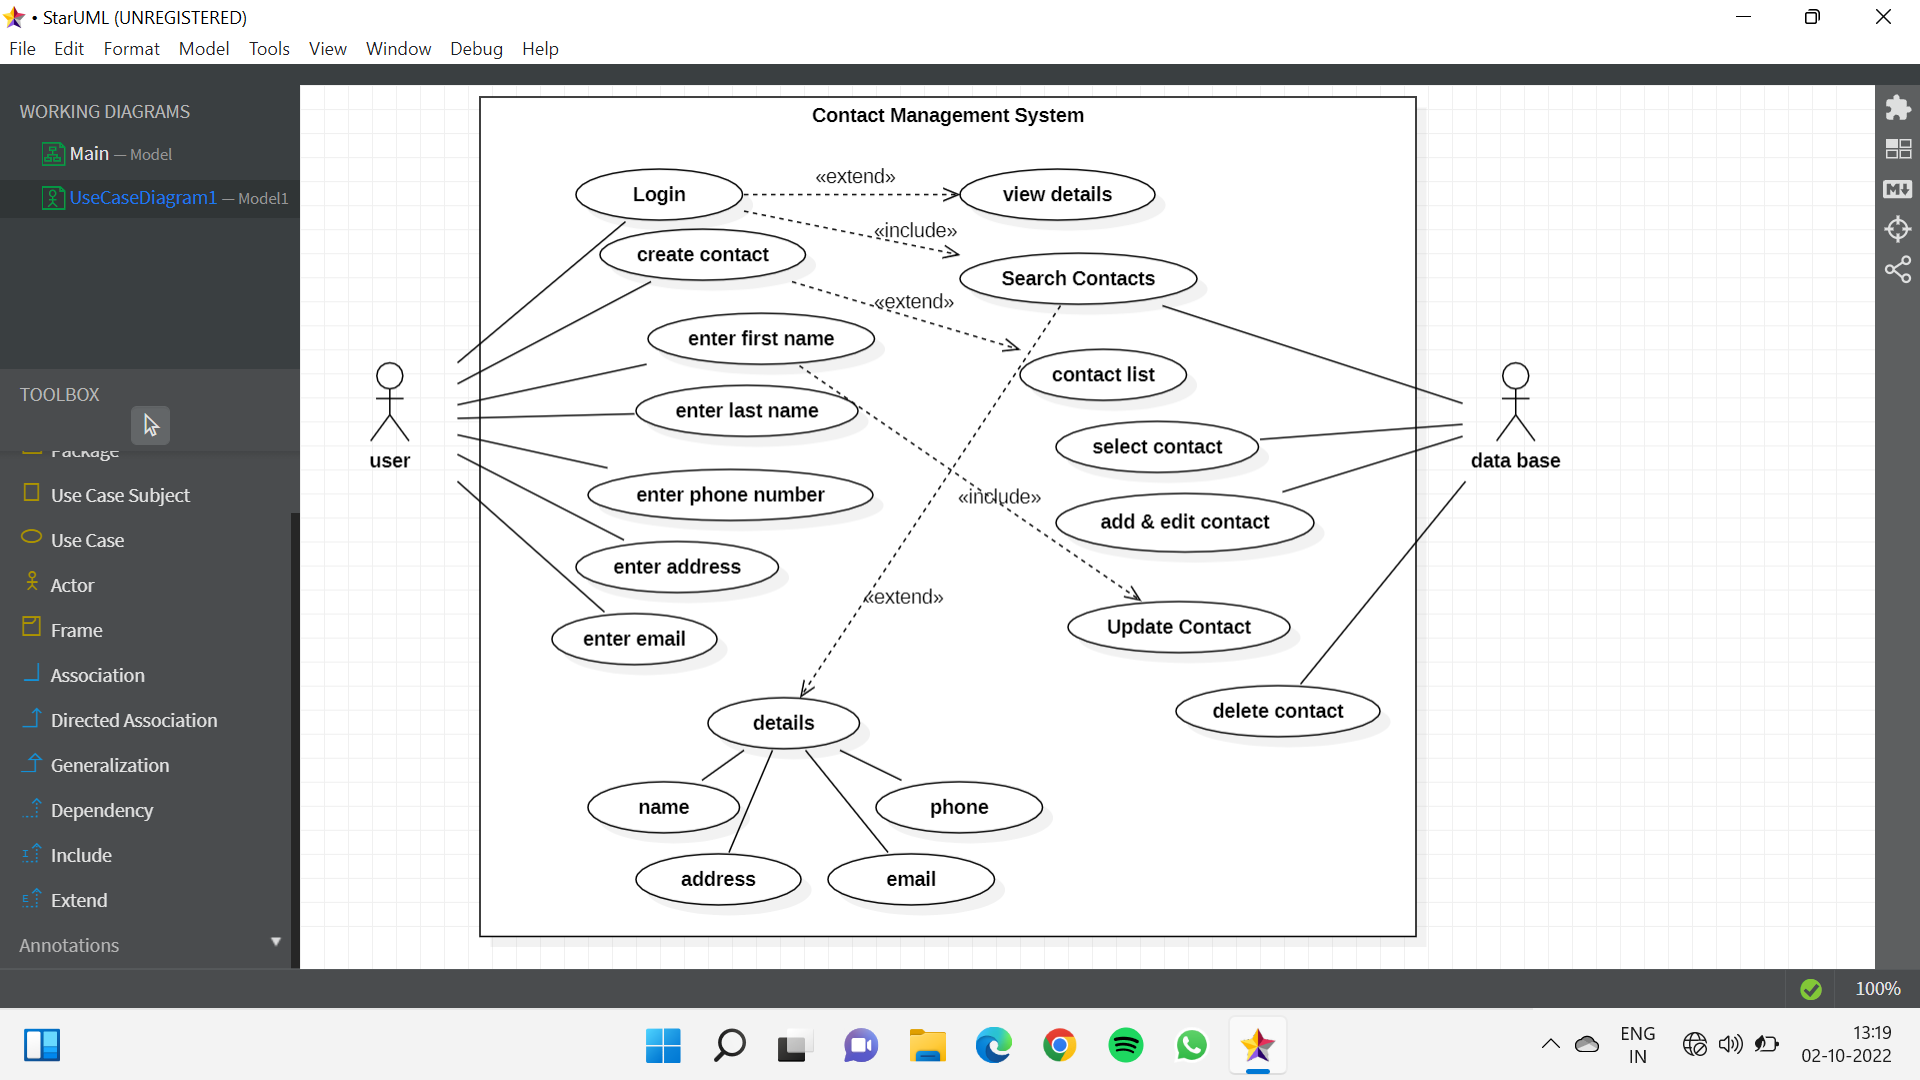 • StarUML (UNREGISTERED)
File Edit Format Model Tools View Window Debug Help
WORKING DIAGRAMS
Main — Model
UseCaseDiagram1 — Model1
TOOLBOX
Package
Use Case Subject
Use Case
Actor
Frame
Association
Directed Association
Generalization
Dependency
Include
Extend
Annotations
Contact Management System
Login
«extend»
view details
«include»
create contact
Search Contacts
«extend»
enter first name
contact list
enter last name
select contact
user
data base
enter phone number
«include»
add & edit contact
enter address
«extend»
enter email
Update Contact
details
delete contact
name
phone
address
email
100%
ENG
IN
13:19
02-10-2022